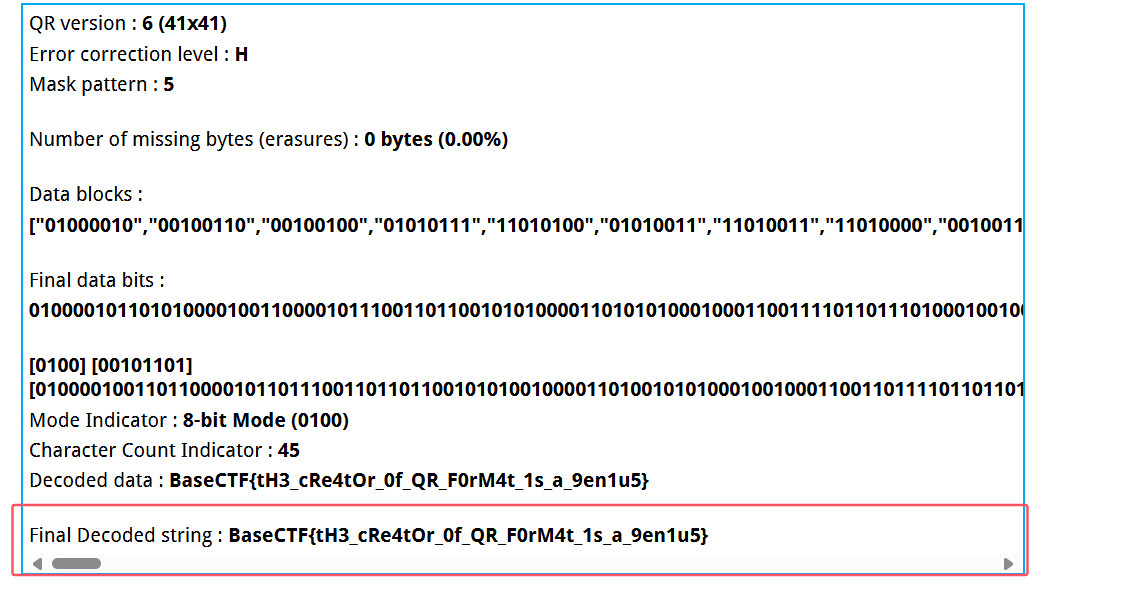 QR version : 6 (41x41)
Error correction level : H
Mask pattern : 5
Number of missing bytes (erasures) : 0 bytes (0.00%)
Data blocks :
["01000010","00100110","00100100","01010111","11010100","01010011","11010011","11010000","0010011
Final data bits :
010000101101010000100110000101110011011001010100001101010100010001100111101101110100010010
[0100] [00101101]
[010000100110110000101101110011011011001010100100001101001010100010010001100110111101101101
Mode Indicator : 8-bit Mode (0100)
Character Count Indicator : 45
Decoded data : BaseCTF{tH3_cRe4tOr_0f_QR_F0rM4t_1s_a_9en1u5}
Final Decoded string : BaseCTF{tH3_cRe4tOr_0f_QR_F0rM4t_1s_a_9en1u5}